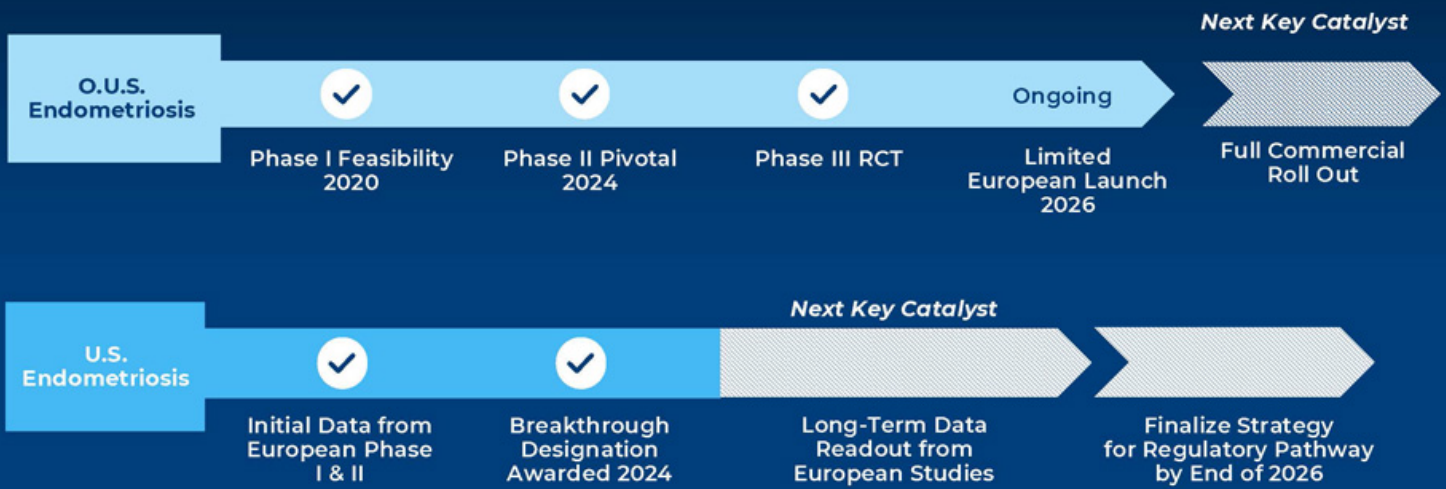 Next Key Catalyst
O.U.S.
Endometriosis
Ongoing
Phase I Feasibility
2020
Phase II Pivotal
2024
Phase III RCT
Limited
European Launch
2026
Full Commercial
Roll Out
Next Key Catalyst
U.S.
Endometriosis
Initial Data from
European Phase
I & II
Breakthrough
Designation
Awarded 2024
Long-Term Data
Readout from
European Studies
Finalize Strategy
for Regulatory Pathway
by End of 2026